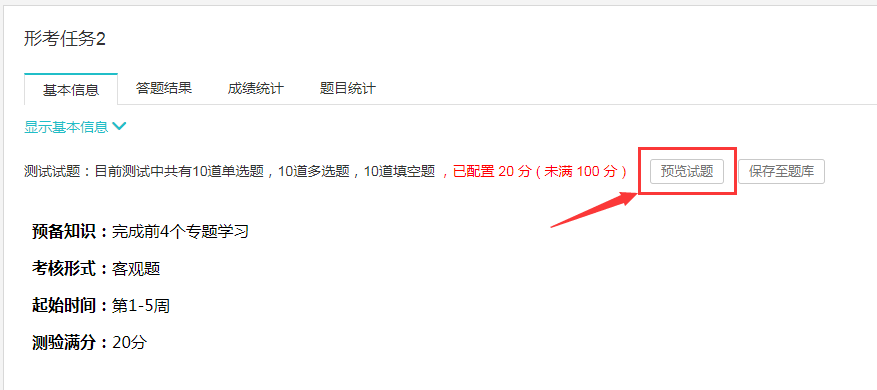 形考任务2
基本信息 答题结果 成绩统计 题目统计
显示基本信息
测试试题：目前测试中共有10道单选题，10道多选题，10道填空题 ，已配置 20 分 ( 未满 100 分 ) 预览试题 保存至题库
预备知识：完成前4个专题学习
考核形式：客观题
起始时间：第1-5周
测验满分：20分